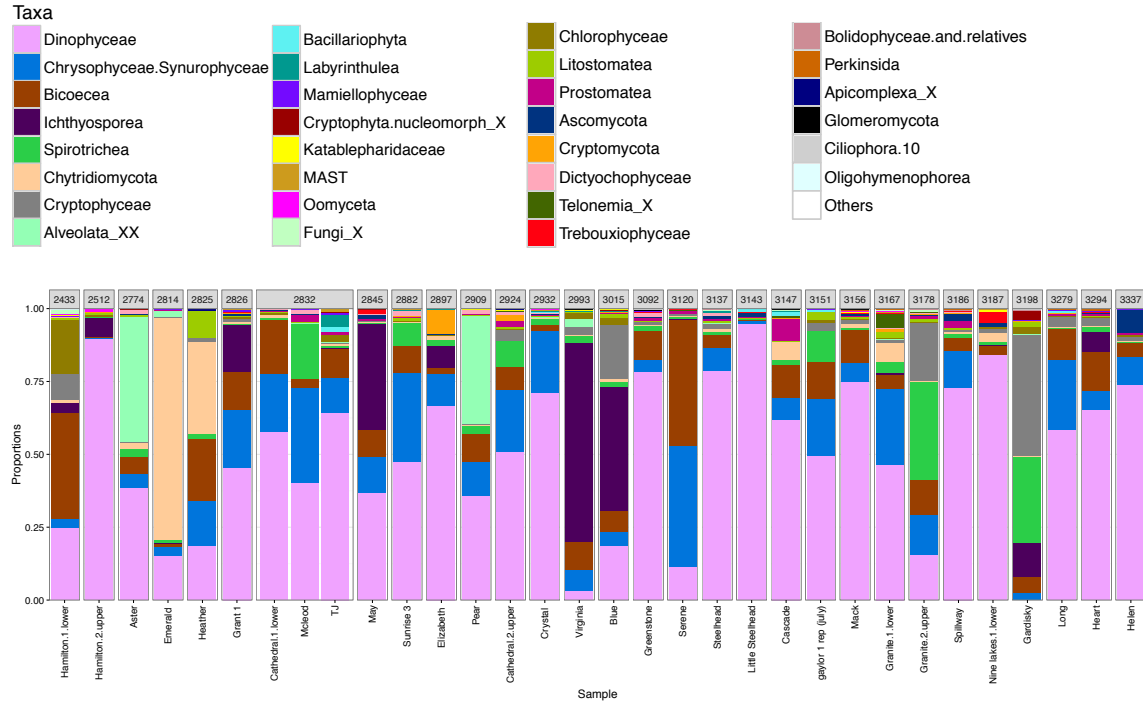 Taxa
Dinophyceae
Chrysophyceae.Synurophyceae
Bicoecea
Ichthyosporea
Spirotrichea
Chytridiomycota
Cryptophyceae
Alveolata_XX
Bacillariophyta
Labyrinthulea
Mamiellophyceae
Cryptophyta.nucleomorph_X
Katablepharidaceae
MAST
Oomyceta
Fungi_X
Chlorophyceae
Litostomatea
Prostomatea
Ascomycota
Cryptomycota
Dictyochophyceae
Telonemia_X
Trebouxiophyceae
Bolidophyceae.and.relatives
Perkinsida
Apicomplexa_X
Glomeromycota
Ciliophora.10
Oligohymenophorea
Others
2433 2512 2774 2814 2825 2826 2832 2845 2882 2897 2909 2924 2932 2993 3015 3092 3120 3137 3143 3147 3151 3156 3167 3178 3186 3187 3198 3279 3294 3337
1.00
0.75
0.50
0.25
0.00
Proportions
Hamilton.1.lower
Hamilton.2.upper
Aster
Emerald
Heather
Grant 1
Cathedral.1.lower
Mcleod
TJ
May
Sunrise 3
Elizabeth
Pear
Cathedral.2.upper
Crystal
Virginia
Blue
Greenstone
Serene
Steelhead
Little Steelhead
Cascade
gaylor 1 rep (july)
Mack
Granite.1.lower
Granite.2.upper
Spillway
Nine lakes.1.lower
Gardisky
Long
Heart
Helen
Sample